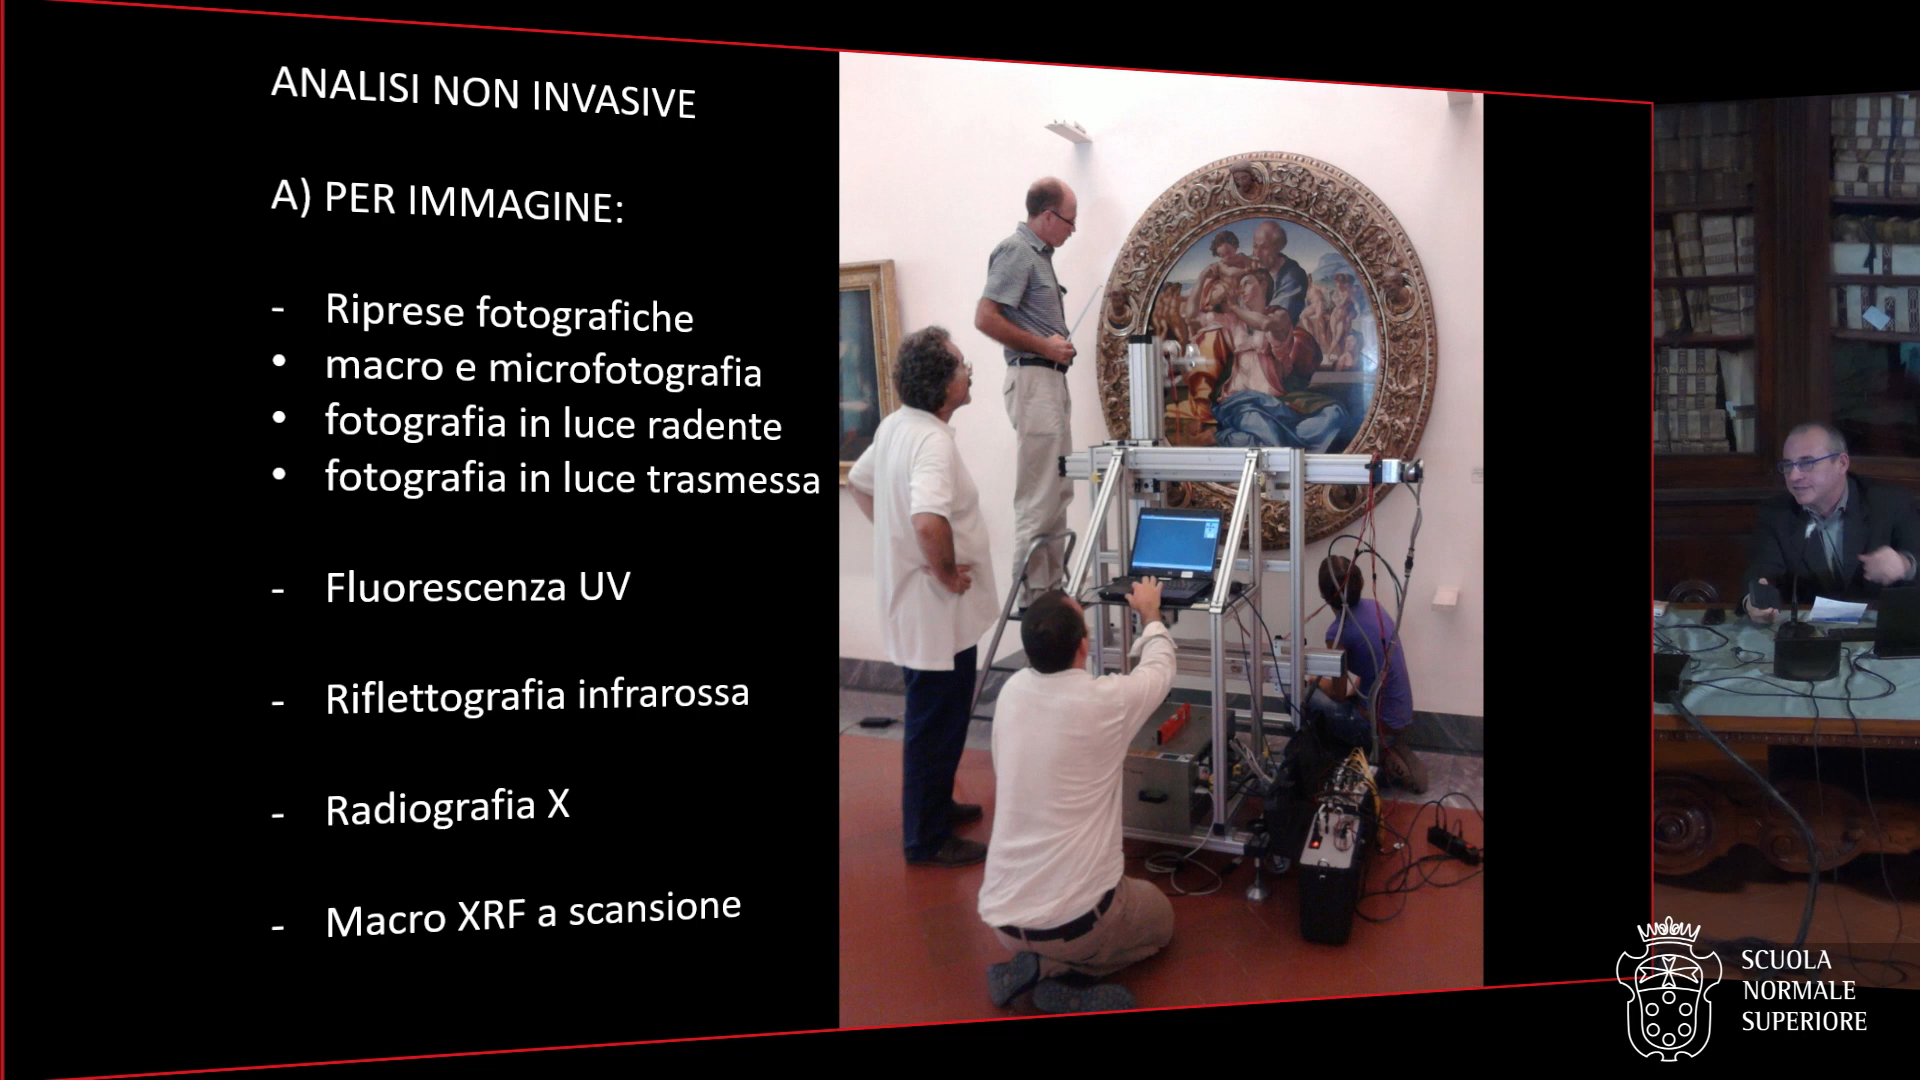 ANALISI NON INVASIVE
A) PER IMMAGINE:
- Riprese fotografiche
• macro e microfotografia
• fotografia in luce radente
• fotografia in luce trasmessa
- Fluorescenza UV
- Riflettografia infrarossa
- Radiografia X
- Macro XRF a scansione
SCUOLA
NORMALE
SUPERIORE